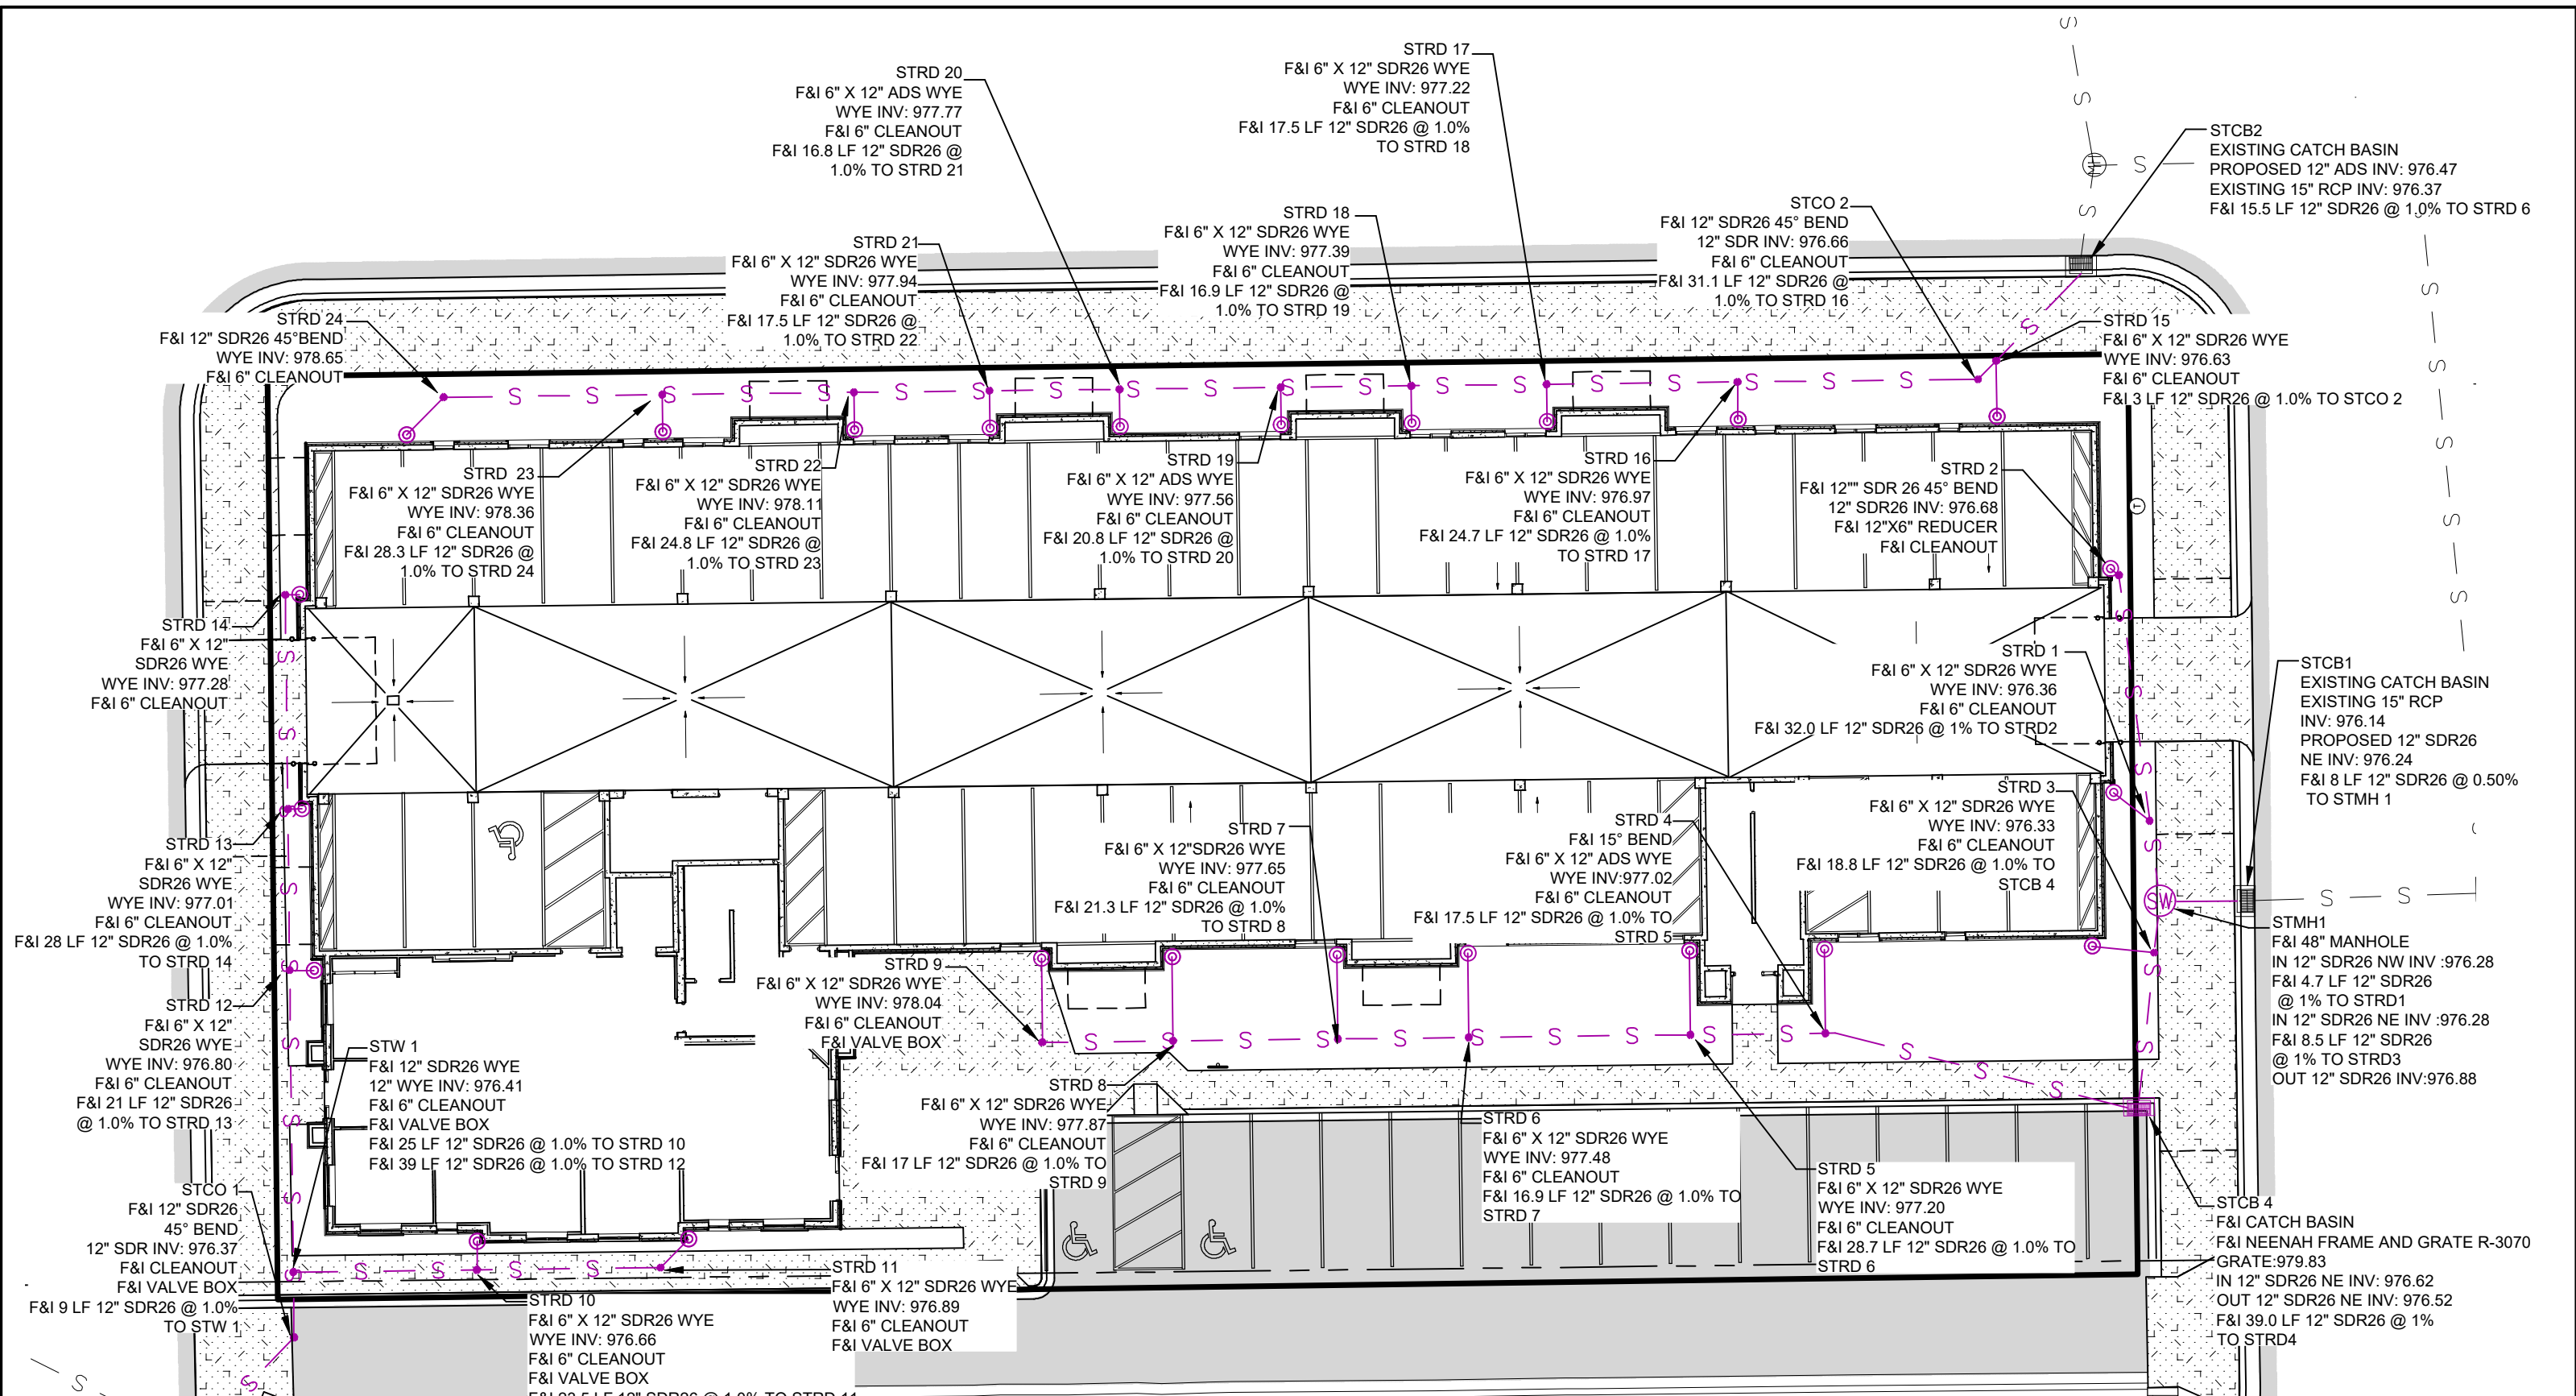 STRD 17
F&I 6" X 12" SDR26 WYE
WYE INV: 977.22
F&I 6" CLEANOUT
F&I 17.5 LF 12" SDR26 @ 1.0%
TO STRD 18
STRD 20
F&I 6" X 12" ADS WYE
WYE INV: 977.77
F&I 6" CLEANOUT
F&I 16.8 LF 12" SDR26 @
1.0% TO STRD 21
STCB2
EXISTING CATCH BASIN
PROPOSED 12" ADS INV: 976.47
EXISTING 15" RCP INV: 976.37
F&I 15.5 LF 12" SDR26 @ 1.0% TO STRD 6
STCO 2
F&I 12" SDR26 45° BEND
12" SDR INV: 976.66
F&I 6" CLEANOUT
F&I 31.1 LF 12" SDR26 @
1.0% TO STRD 16
STRD 18
F&I 6" X 12" SDR26 WYE
WYE INV: 977.39
F&I 6" CLEANOUT
F&I 16.9 LF 12" SDR26 @
1.0% TO STRD 19
STRD 21
F&I 6" X 12" SDR26 WYE
WYE INV: 977.94
F&I 6" CLEANOUT
F&I 17.5 LF 12" SDR26 @
1.0% TO STRD 22
STRD 24
F&I 12" SDR26 45°BEND
WYE INV: 978.65
F&I 6" CLEANOUT
STRD 15
F&I 6" X 12" SDR26 WYE
WYE INV: 976.63
F&I 6" CLEANOUT
F&I 3 LF 12" SDR26 @ 1.0% TO STCO 2
STRD 23
F&I 6" X 12" SDR26 WYE
WYE INV: 978.36
F&I 6" CLEANOUT
F&I 28.3 LF 12" SDR26 @
1.0% TO STRD 24
STRD 22
F&I 6" X 12" SDR26 WYE
WYE INV: 978.11
F&I 6" CLEANOUT
F&I 24.8 LF 12" SDR26 @
1.0% TO STRD 23
STRD 19
F&I 6" X 12" ADS WYE
WYE INV: 977.56
F&I 6" CLEANOUT
F&I 20.8 LF 12" SDR26 @
1.0% TO STRD 20
STRD 16
F&I 6" X 12" SDR26 WYE
WYE INV: 976.97
F&I 6" CLEANOUT
F&I 24.7 LF 12" SDR26 @ 1.0%
TO STRD 17
STRD 2
F&I 12"" SDR 26 45° BEND
12" SDR26 INV: 976.68
F&I 12"X6" REDUCER
F&I CLEANOUT
T
STRD 14
F&I 6" X 12"
SDR26 WYE
WYE INV: 977.28
F&I 6" CLEANOUT
STRD 1
F&I 6" X 12" SDR26 WYE
WYE INV: 976.36
F&I 6" CLEANOUT
F&I 32.0 LF 12" SDR26 @ 1% TO STRD2
STCB1
EXISTING CATCH BASIN
EXISTING 15" RCP
INV: 976.14
PROPOSED 12" SDR26
NE INV: 976.24
F&I 8 LF 12" SDR26 @ 0.50%
TO STMH 1
STRD 3
F&I 6" X 12" SDR26 WYE
WYE INV: 976.33
F&I 6" CLEANOUT
F&I 18.8 LF 12" SDR26 @ 1.0% TO
STCB 4
STRD 4
F&I 15° BEND
F&I 6" X 12" ADS WYE
WYE INV:977.02
F&I 6" CLEANOUT
F&I 17.5 LF 12" SDR26 @ 1.0% TO
STRD 5
STRD 7
F&I 6" X 12"SDR26 WYE
WYE INV: 977.65
F&I 6" CLEANOUT
F&I 21.3 LF 12" SDR26 @ 1.0%
TO STRD 8
STRD 13
F&I 6" X 12"
SDR26 WYE
WYE INV: 977.01
F&I 6" CLEANOUT
F&I 28 LF 12" SDR26 @ 1.0%
TO STRD 14
SW
STMH1
F&I 48" MANHOLE
IN 12" SDR26 NW INV :976.28
F&I 4.7 LF 12" SDR26
@ 1% TO STRD1
IN 12" SDR26 NE INV :976.28
F&I 8.5 LF 12" SDR26
@ 1% TO STRD3
OUT 12" SDR26 INV:976.88
STRD 9
F&I 6" X 12" SDR26 WYE
WYE INV: 978.04
F&I 6" CLEANOUT
F&I VALVE BOX
STRD 12
F&I 6" X 12"
SDR26 WYE
WYE INV: 976.80
F&I 6" CLEANOUT
F&I 21 LF 12" SDR26
@ 1.0% TO STRD 13
STW 1
F&I 12" SDR26 WYE
12" WYE INV: 976.41
F&I 6" CLEANOUT
F&I VALVE BOX
F&I 25 LF 12" SDR26 @ 1.0% TO STRD 10
F&I 39 LF 12" SDR26 @ 1.0% TO STRD 12
STRD 8
F&I 6" X 12" SDR26 WYE
WYE INV: 977.87
F&I 6" CLEANOUT
F&I 17 LF 12" SDR26 @ 1.0% TO
STRD 9
STRD 6
F&I 6" X 12" SDR26 WYE
WYE INV: 977.48
F&I 6" CLEANOUT
F&I 16.9 LF 12" SDR26 @ 1.0% TO
STRD 7
STRD 5
F&I 6" X 12" SDR26 WYE
WYE INV: 977.20
F&I 6" CLEANOUT
F&I 28.7 LF 12" SDR26 @ 1.0% TO
STRD 6
STCB 4
F&I CATCH BASIN
F&I NEENAH FRAME AND GRATE R-3070
GRATE:979.83
IN 12" SDR26 NE INV: 976.62
OUT 12" SDR26 NE INV: 976.52
F&I 39.0 LF 12" SDR26 @ 1%
TO STRD4
STCO 1
F&I 12" SDR26
45° BEND
12" SDR INV: 976.37
F&I CLEANOUT
F&I VALVE BOX
F&I 9 LF 12" SDR26 @ 1.0%
TO STW 1
STRD 11
F&I 6" X 12" SDR26 WYE
WYE INV: 976.89
F&I 6" CLEANOUT
F&I VALVE BOX
STRD 10
F&I 6" X 12" SDR26 WYE
WYE INV: 976.66
F&I 6" CLEANOUT
F&I VALVE BOX
F&I 23.5 LF 12" SDR26 @ 1.0% TO STRD 11